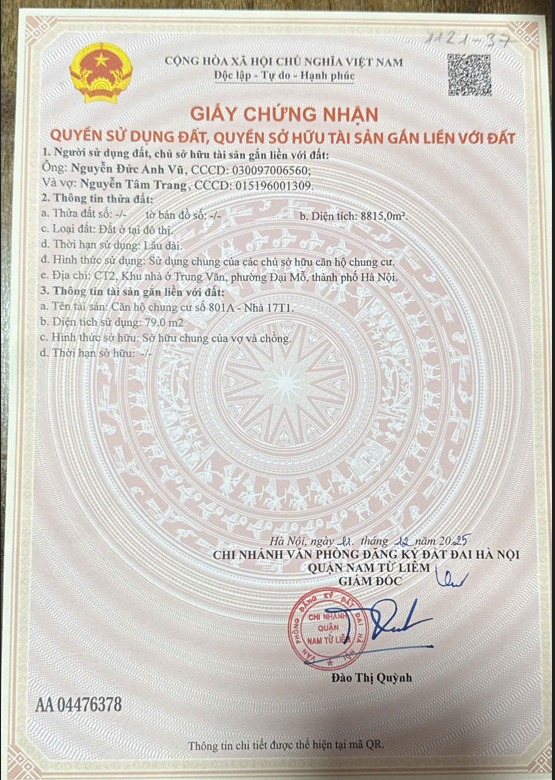 1121437
CỘNG HÒA XÃ HỘI CHỦ NGHĨA VIỆT NAM
Độc lập - Tự do - Hạnh phúc
GIẤY CHỨNG NHẬN
QUYỀN SỬ DỤNG ĐẤT, QUYỀN SỞ HỮU TÀI SẢN GẮN LIỀN VỚI ĐẤT
1. Người sử dụng đất, chủ sở hữu tài sản gắn liền với đất:
Ông: Nguyễn Đức Anh Vũ, CCCD: 030097006560;
Và vợ: Nguyễn Tâm Trang, CCCD: 015196001309.
2. Thông tin thửa đất:
a. Thửa đất số: -/- tờ bản đồ số: -/- b. Diện tích: 8815,0m².
c. Loại đất: Đất ở tại đô thị.
d. Thời hạn sử dụng: Lâu dài.
đ. Hình thức sử dụng: Sử dụng chung của các chủ sở hữu căn hộ chung cư.
e. Địa chỉ: CT2, Khu nhà ở Trung Văn, phường Đại Mỗ, thành phố Hà Nội.
3. Thông tin tài sản gắn liền với đất:
a. Tên tài sản: Căn hộ chung cư số 801A - Nhà 17T1.
b. Diện tích sử dụng: 79.0 m2
c. Hình thức sở hữu: Sở hữu chung của vợ và chồng.
d. Thời hạn sở hữu: -/-
Hà Nội, ngày 11 tháng 12 năm 2025
CHI NHÁNH VĂN PHÒNG ĐĂNG KÝ ĐẤT ĐAI HÀ NỘI
QUẬN NAM TỪ LIÊM
GIÁM ĐỐC
VĂN PHÒNG ĐĂNG KÝ ĐẤT ĐAI HÀ NỘI
CHI NHÁNH
QUẬN
NAM TỪ LIÊM
Đào Thị Quỳnh
AA 04476378
Thông tin chi tiết được thể hiện tại mã QR.